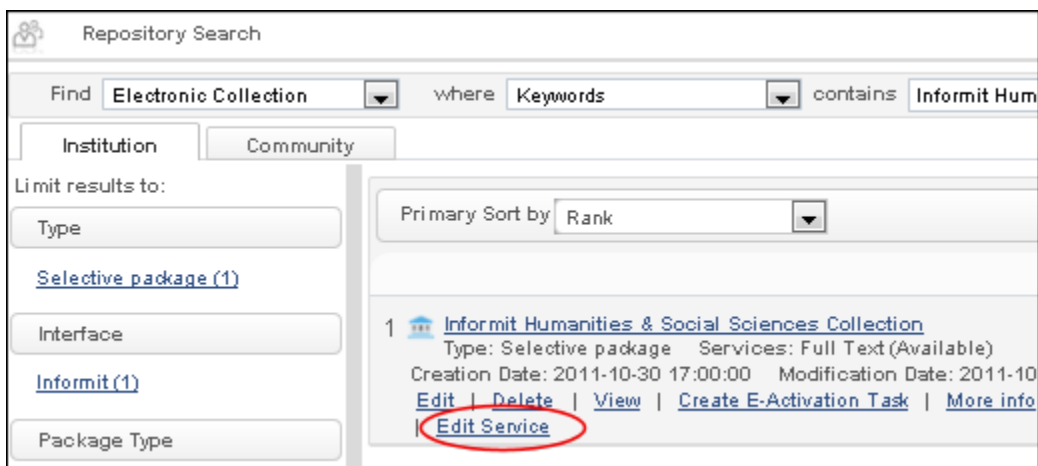 Repository Search
Find Electronic Collection where Keywords contains Informit Hum
Institution Community
Limit results to:
Type
Selective package (1)
Interface
Informit (1)
Package Type
Primary Sort by Rank
1 Informit Humanities & Social Sciences Collection
Type: Selective package Services: Full Text (Available)
Creation Date: 2011-10-30 17:00:00 Modification Date: 2011-10
Edit | Delete | View | Create E-Activation Task | More info
| Edit Service